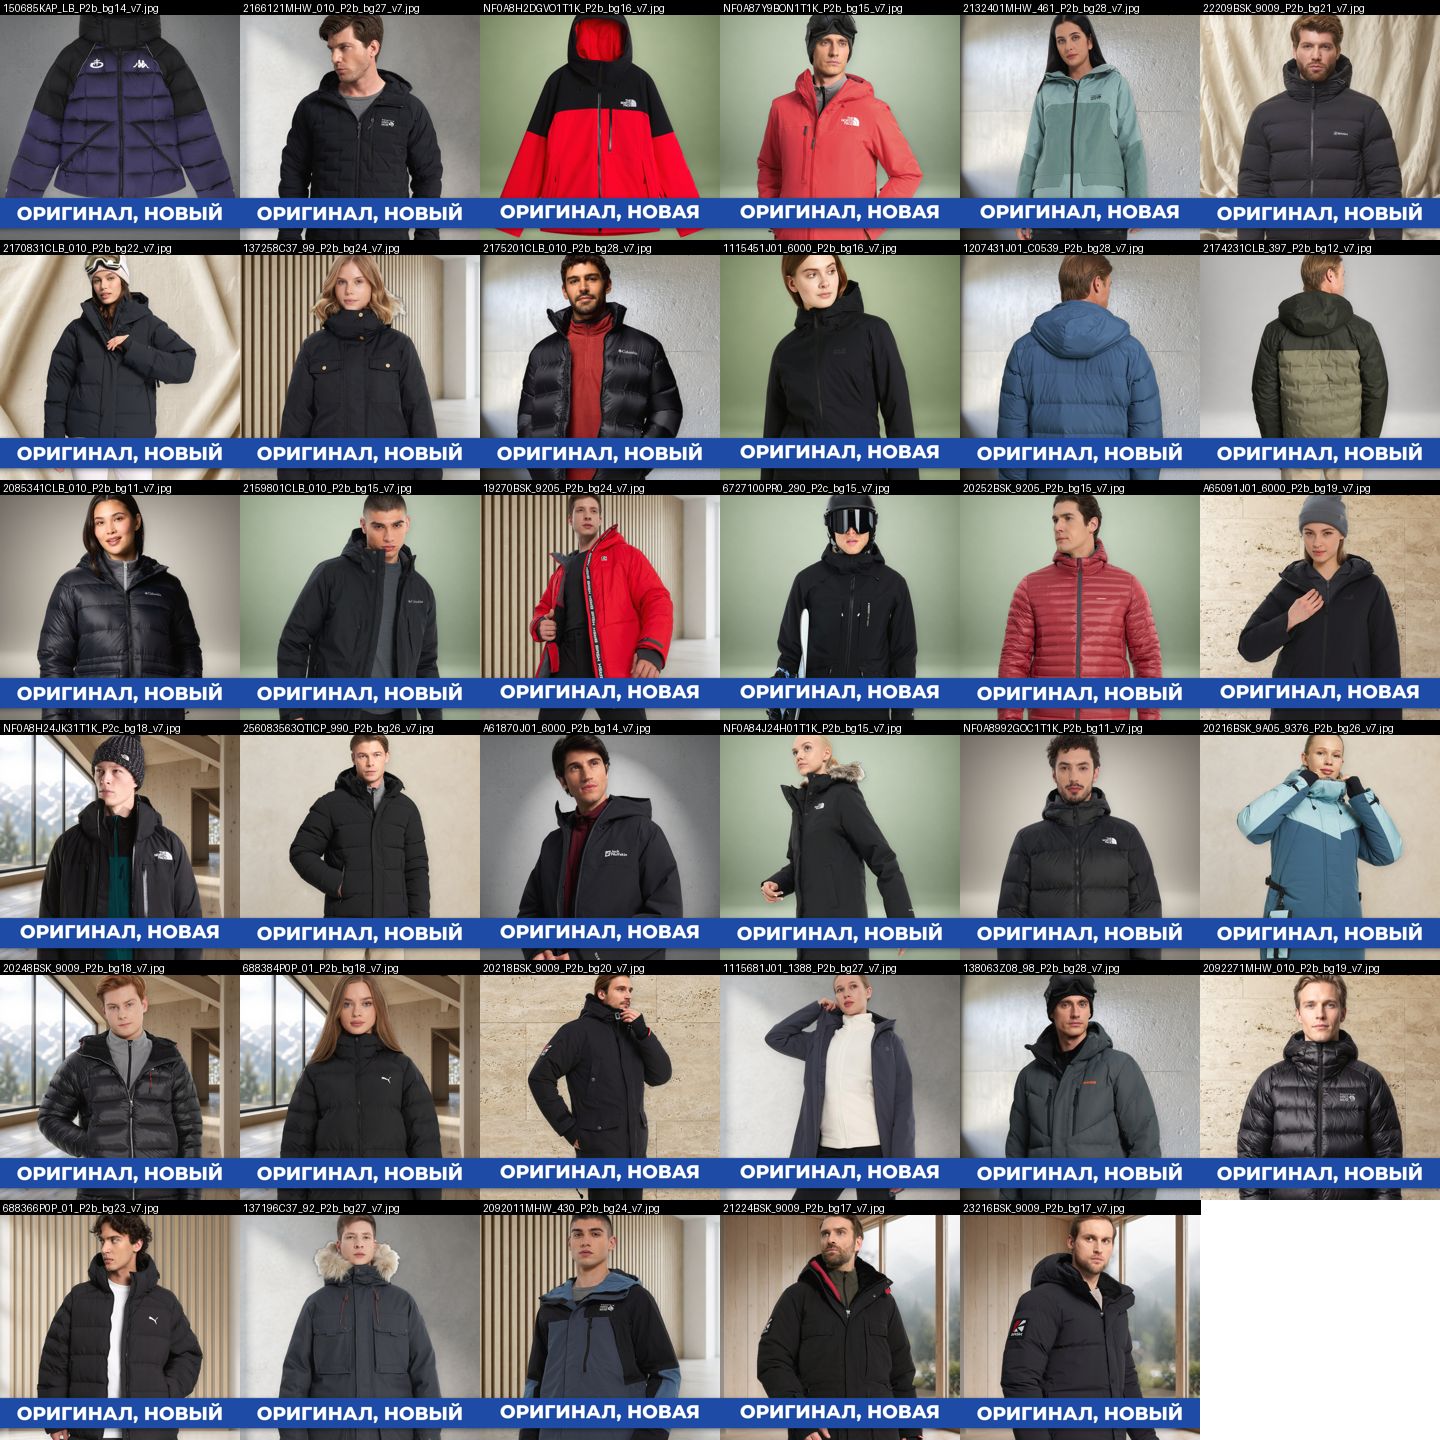 150685KAP_LB_P2b_bg14_v7.jpg
2166121MHW_010_P2b_bg27_v7.jpg
NF0A8H2DGVO1T1K_P2b_bg16_v7.jpg
NF0A87Y9BON1T1K_P2b_bg15_v7.jpg
2132401MHW_461_P2b_bg28_v7.jpg
22209BSK_9009_P2b_bg21_v7.jpg
ОРИГИНАЛ, НОВЫЙ
ОРИГИНАЛ, НОВЫЙ
ОРИГИНАЛ, НОВАЯ
ОРИГИНАЛ, НОВАЯ
ОРИГИНАЛ, НОВАЯ
ОРИГИНАЛ, НОВЫЙ
2170831CLB_010_P2b_bg22_v7.jpg
137258C37_99_P2b_bg24_v7.jpg
2175201CLB_010_P2b_bg28_v7.jpg
1115451J01_6000_P2b_bg16_v7.jpg
1207431J01_C0539_P2b_bg28_v7.jpg
2174231CLB_397_P2b_bg12_v7.jpg
Columbia
ОРИГИНАЛ, НОВЫЙ
ОРИГИНАЛ, НОВЫЙ
ОРИГИНАЛ, НОВЫЙ
ОРИГИНАЛ, НОВАЯ
ОРИГИНАЛ, НОВЫЙ
ОРИГИНАЛ, НОВЫЙ
2085341CLB_010_P2b_bg11_v7.jpg
2159801CLB_010_P2b_bg15_v7.jpg
19270BSK_9205_P2b_bg24_v7.jpg
6727100PR0_290_P2c_bg15_v7.jpg
20252BSK_9205_P2b_bg15_v7.jpg
A65091J01_6000_P2b_bg19_v7.jpg
Columbia
ОРИГИНАЛ, НОВЫЙ
ОРИГИНАЛ, НОВЫЙ
ОРИГИНАЛ, НОВАЯ
ОРИГИНАЛ, НОВАЯ
ОРИГИНАЛ, НОВЫЙ
ОРИГИНАЛ, НОВАЯ
NF0A8H24JK31T1K_P2c_bg18_v7.jpg
256083563QTICP_990_P2b_bg26_v7.jpg
A61870J01_6000_P2b_bg14_v7.jpg
NF0A84J24H01T1K_P2b_bg15_v7.jpg
NF0A8992GOC1T1K_P2b_bg11_v7.jpg
20216BSK_9A05_9376_P2b_bg26_v7.jpg
ОРИГИНАЛ, НОВАЯ
ОРИГИНАЛ, НОВЫЙ
ОРИГИНАЛ, НОВАЯ
ОРИГИНАЛ, НОВЫЙ
ОРИГИНАЛ, НОВЫЙ
ОРИГИНАЛ, НОВЫЙ
20248BSK_9009_P2b_bg18_v7.jpg
688384P0P_01_P2b_bg18_v7.jpg
20218BSK_9009_P2b_bg20_v7.jpg
1115681J01_1388_P2b_bg27_v7.jpg
138063Z08_98_P2b_bg28_v7.jpg
2092271MHW_010_P2b_bg19_v7.jpg
ОРИГИНАЛ, НОВЫЙ
ОРИГИНАЛ, НОВЫЙ
ОРИГИНАЛ, НОВАЯ
ОРИГИНАЛ, НОВАЯ
ОРИГИНАЛ, НОВЫЙ
ОРИГИНАЛ, НОВЫЙ
688366P0P_01_P2b_bg23_v7.jpg
137196C37_92_P2b_bg27_v7.jpg
2092011MHW_430_P2b_bg24_v7.jpg
21224BSK_9009_P2b_bg17_v7.jpg
23216BSK_9009_P2b_bg17_v7.jpg
ОРИГИНАЛ, НОВЫЙ
ОРИГИНАЛ, НОВЫЙ
ОРИГИНАЛ, НОВАЯ
ОРИГИНАЛ, НОВАЯ
ОРИГИНАЛ, НОВЫЙ